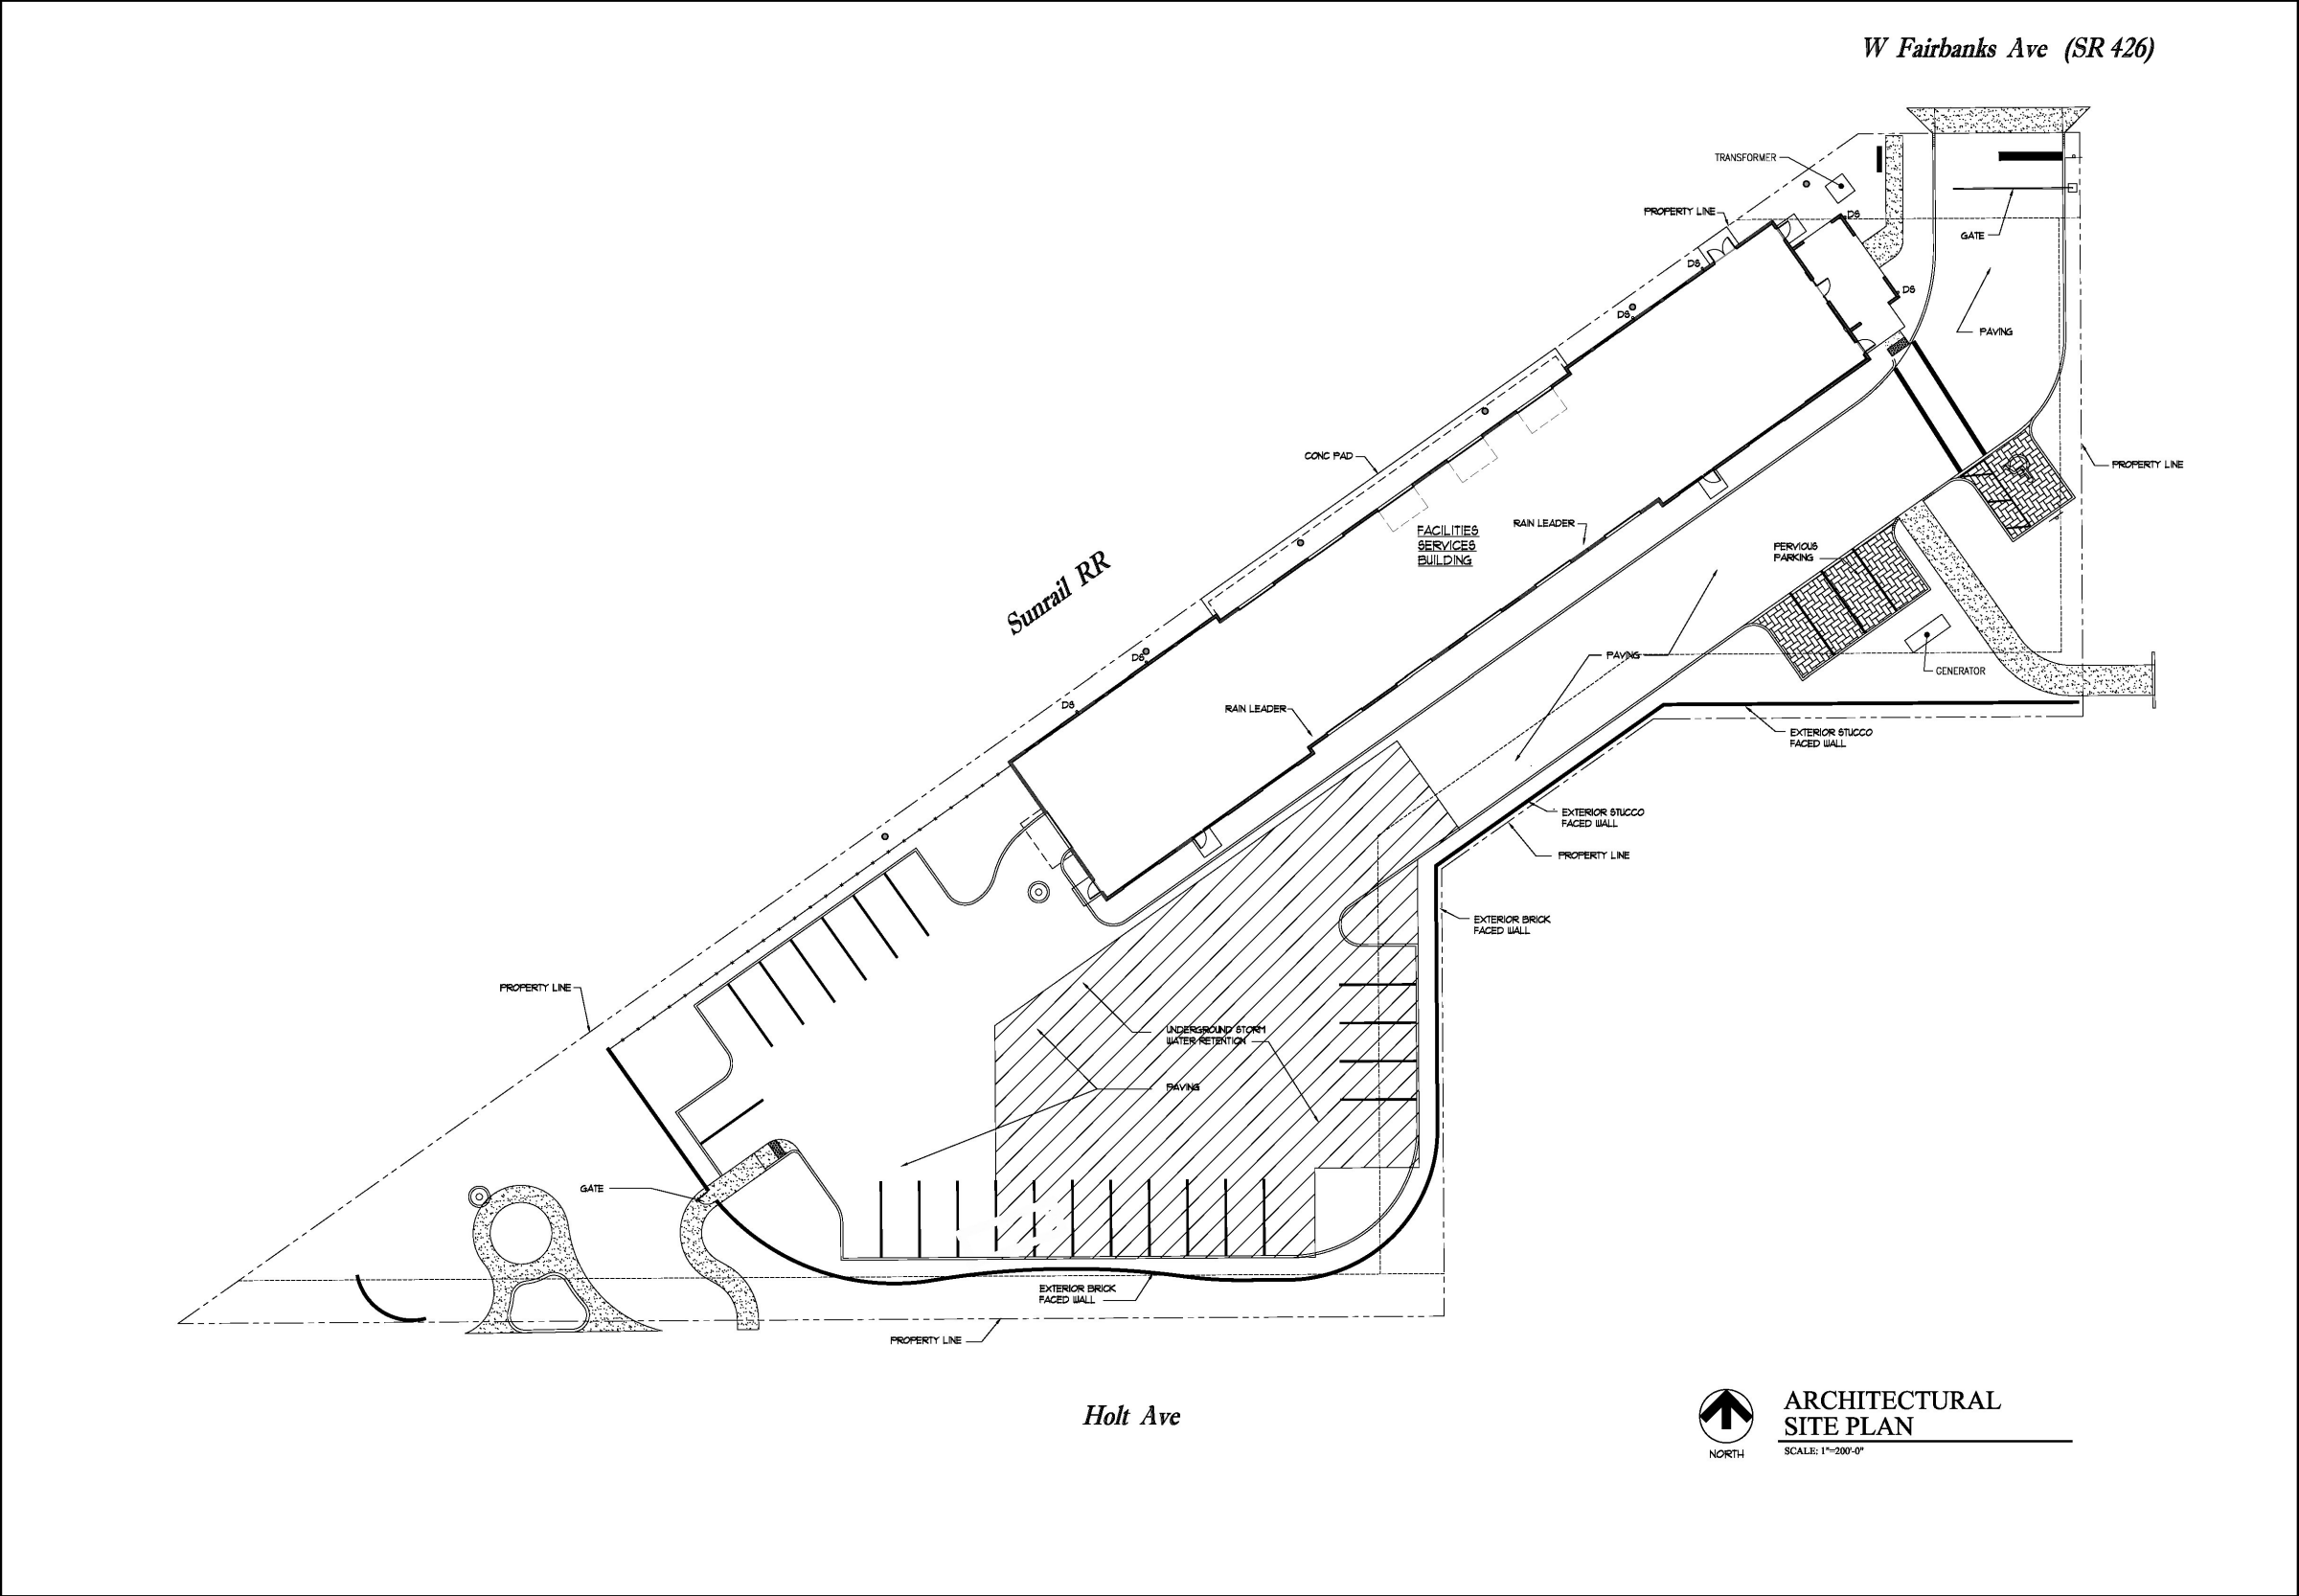 W Fairbanks Ave (SR 426)
TRANSFORMER
PROPERTY LINE
DS
GATE
DS
DS
DS
PAVING
CONC PAD
PROPERTY LINE
RAIN LEADER
FACILITIES
SERVICES
BUILDING
PERVIOUS
PARKING
Sunrail RR
DS
PAVING
GENERATOR
DS
RAIN LEADER
EXTERIOR STUCCO
FACED WALL
EXTERIOR STUCCO
FACED WALL
PROPERTY LINE
EXTERIOR BRICK
FACED WALL
PROPERTY LINE
UNDERGROUND STORM
WATER RETENTION
PAVING
GATE
EXTERIOR BRICK
FACED WALL
PROPERTY LINE
Holt Ave
ARCHITECTURAL
SITE PLAN
SCALE: 1"=200'-0"
NORTH